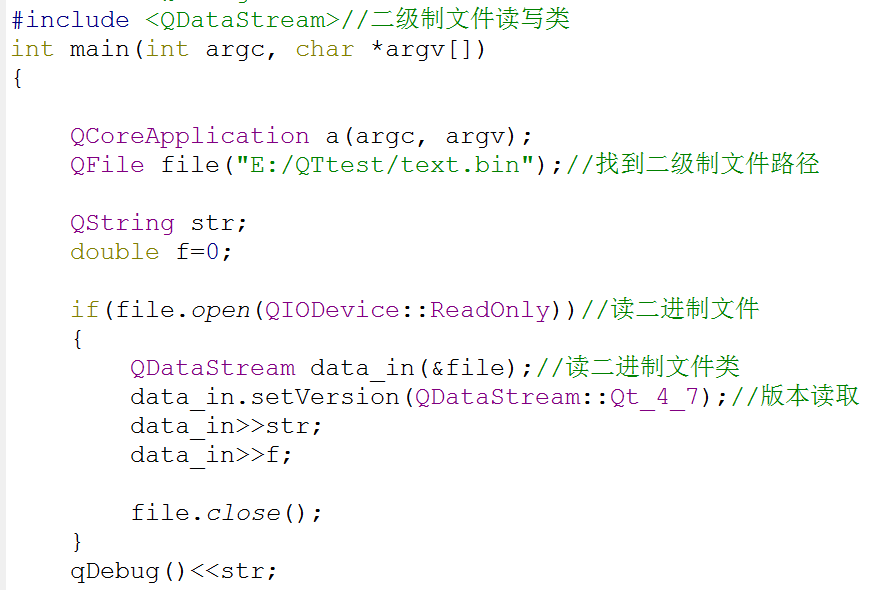 #include <QDataStream>//二级制文件读写类
int main(int argc, char *argv[])
{
QCoreApplication a(argc, argv);
QFile file("E:/QTtest/text.bin");//找到二级制文件路径
QString str;
double f=0;
if(file.open(QIODevice::ReadOnly))//读二进制文件
{
QDataStream data_in(&file);//读二进制文件类
data_in.setVersion(QDataStream::Qt_4_7);//版本读取
data_in>>str;
data_in>>f;
file.close();
}
qDebug()<<str;